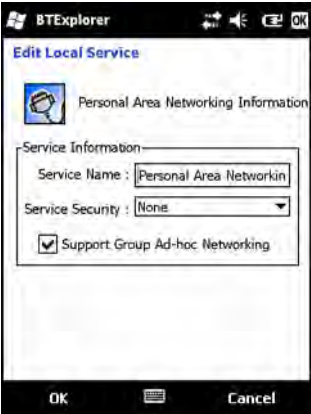 BTExplorer OK
Edit Local Service
Personal Area Networking Information
Service Information
Service Name : Personal Area Networkin
Service Security : None
Support Group Ad-hoc Networking
OK Cancel